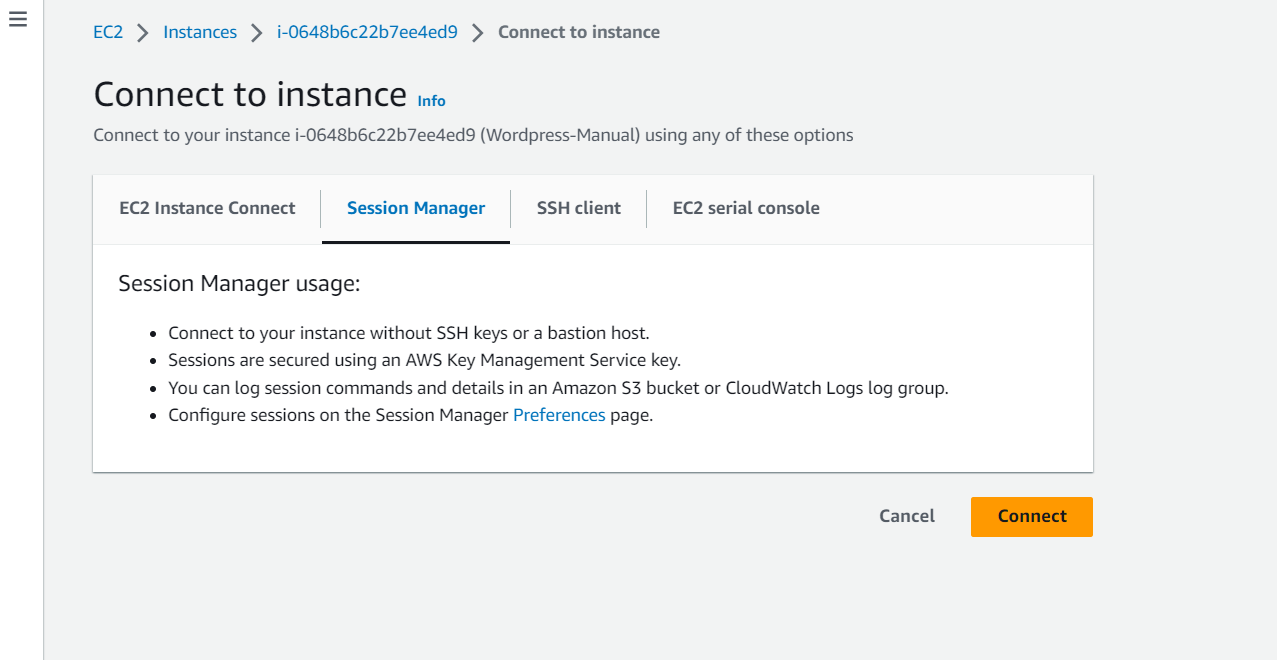 EC2 Instances i-0648b6c22b7ee4ed9 Connect to instance
Connect to instance Info
Connect to your instance i-0648b6c22b7ee4ed9 (Wordpress-Manual) using any of these options
EC2 Instance Connect Session Manager SSH client EC2 serial console
Session Manager usage:
Connect to your instance without SSH keys or a bastion host.
Sessions are secured using an AWS Key Management Service key.
You can log session commands and details in an Amazon S3 bucket or CloudWatch Logs log group.
Configure sessions on the Session Manager Preferences page.
Cancel Connect